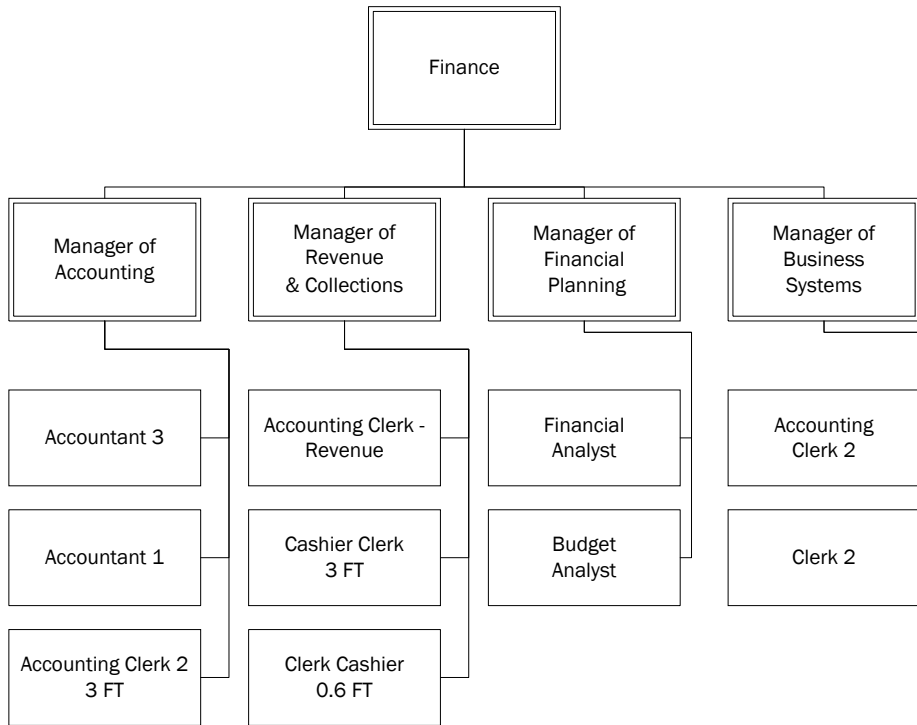 Finance
Manager of
Accounting
Manager of
Revenue
& Collections
Manager of
Financial
Planning
Manager of
Business
Systems
Accountant 3
Accounting Clerk -
Revenue
Financial
Analyst
Accounting
Clerk 2
Accountant 1
Cashier Clerk
3 FT
Budget
Analyst
Clerk 2
Accounting Clerk 2
3 FT
Clerk Cashier
0.6 FT